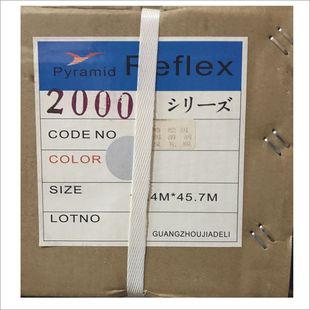 Pyramid Reflex
2000 シリーズ
CODE NO
COLOR
SIZE 4M*45.7M
LOTNO
GUANGZHOUJIADELI